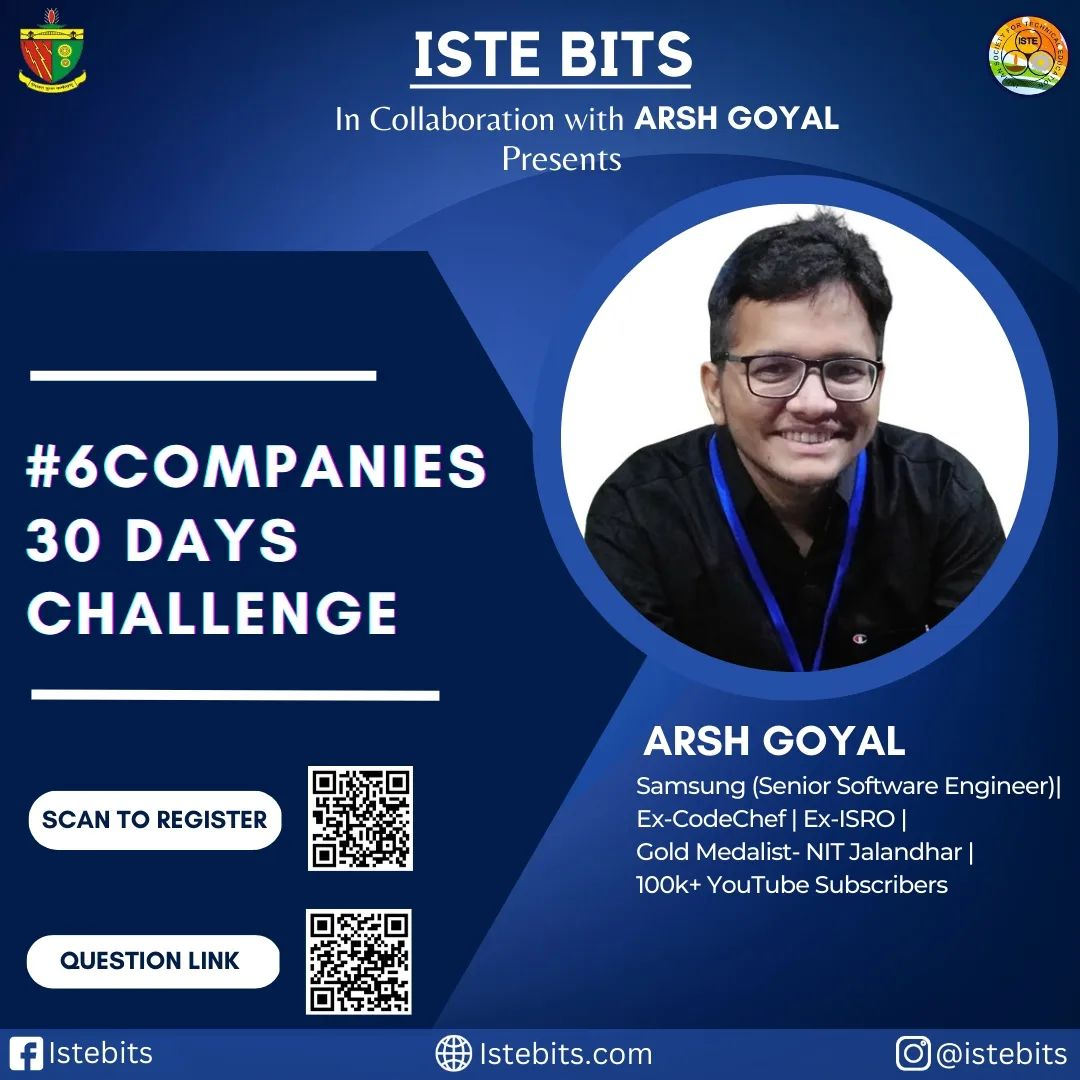 ISTE BITS
In Collaboration with ARSH GOYAL
Presents
ISTE
#6COMPANIES
30 DAYS
CHALLENGE
ARSH GOYAL
Samsung (Senior Software Engineer)|
Ex-CodeChef | Ex-ISRO |
Gold Medalist- NIT Jalandhar |
100k+ YouTube Subscribers
SCAN TO REGISTER
QUESTION LINK
Istebits
Istebits.com
@istebits